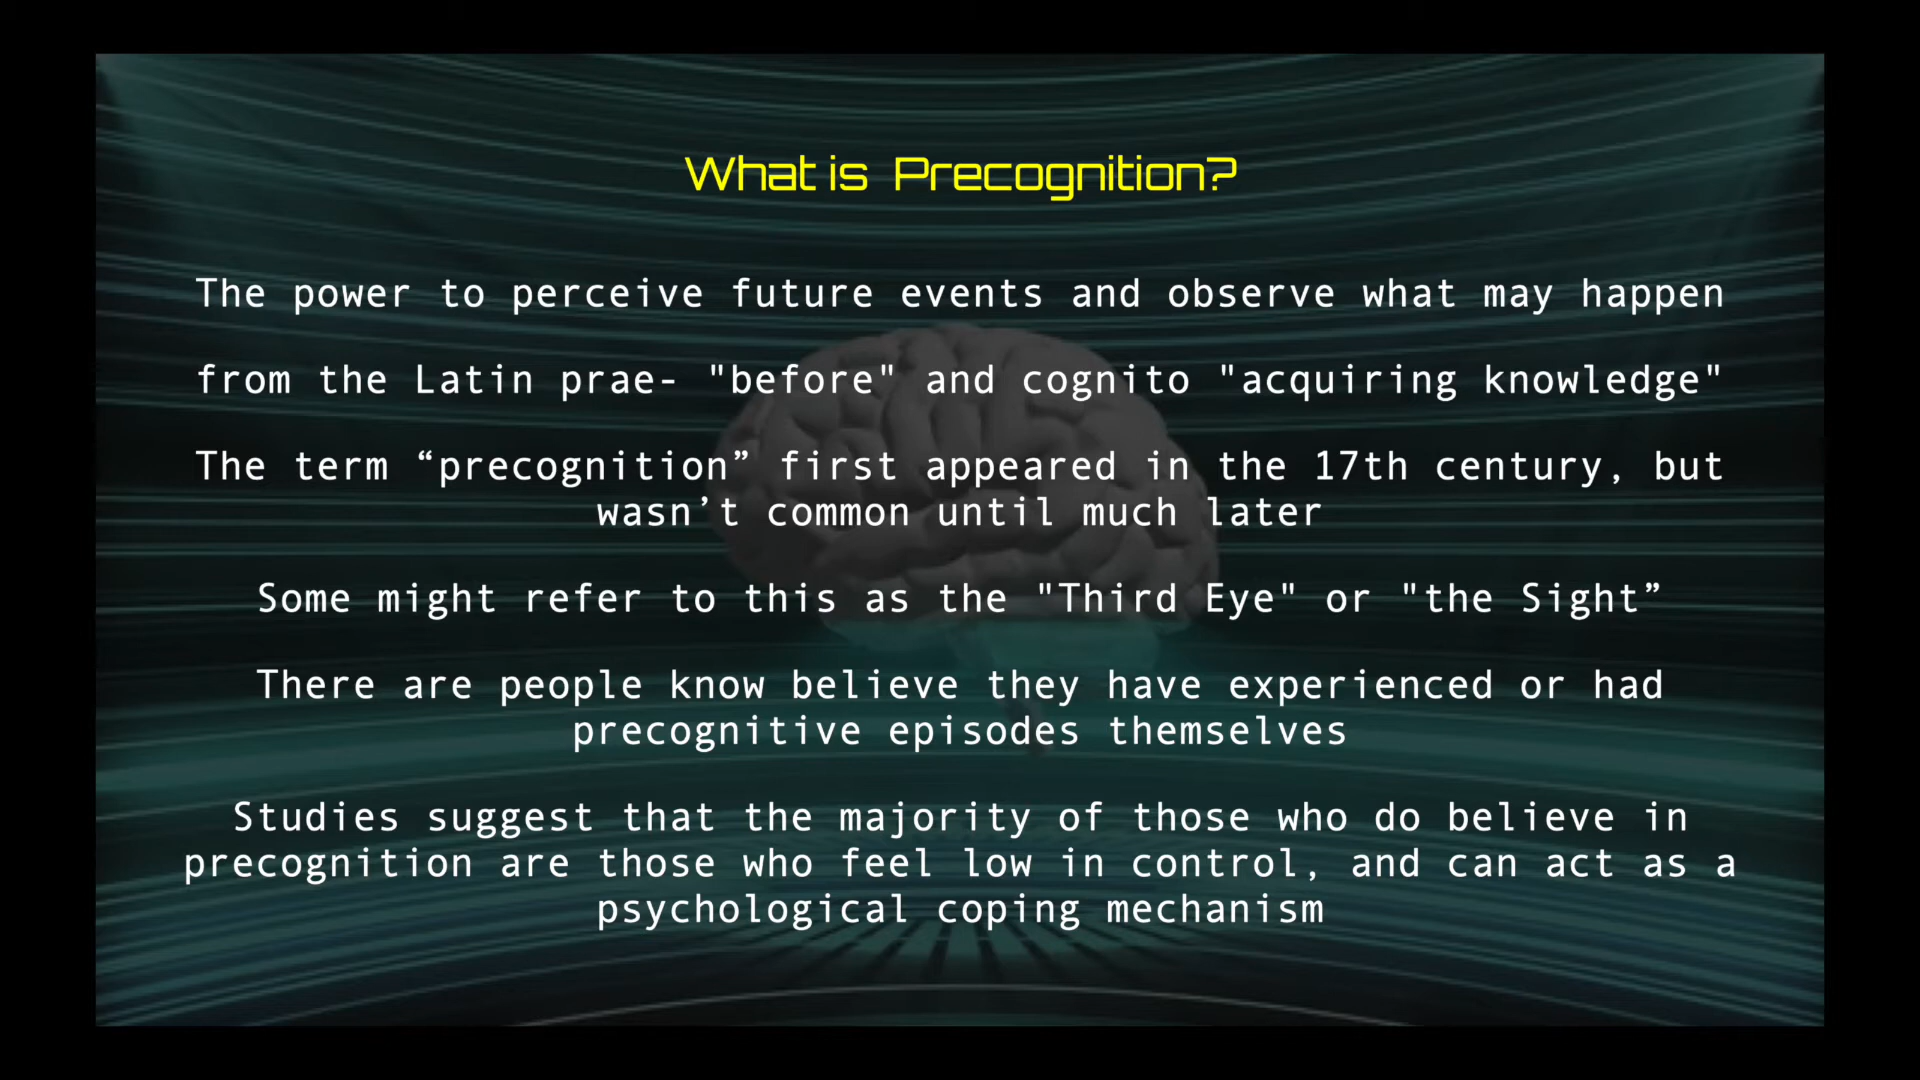 What is Precognition?
The power to perceive future events and observe what may happen
from the Latin prae- "before" and cognito "acquiring knowledge"
The term “precognition” first appeared in the 17th century, but
wasn’t common until much later
Some might refer to this as the "Third Eye" or "the Sight”
There are people know believe they have experienced or had
precognitive episodes themselves
Studies suggest that the majority of those who do believe in
precognition are those who feel low in control, and can act as a
psychological coping mechanism